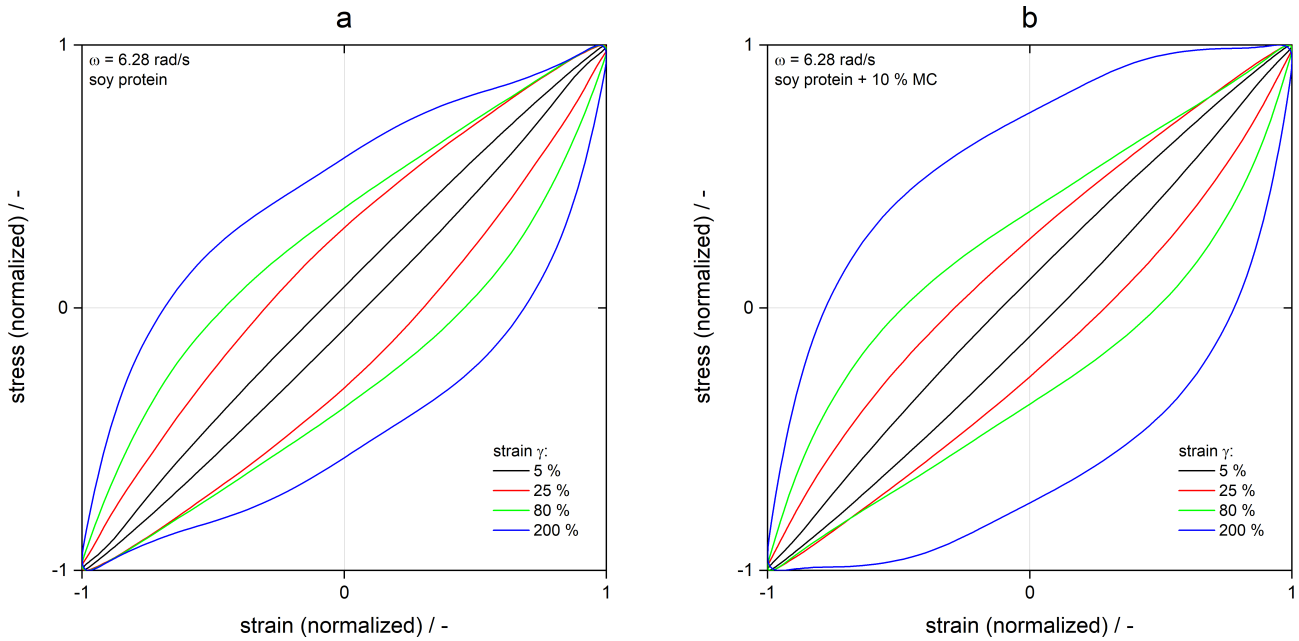 a
ω = 6.28 rad/s
soy protein
1
0
-1
-1
0
1
stress (normalized) / -
strain (normalized) / -
strain γ:
5 %
25 %
80 %
200 %
b
ω = 6.28 rad/s
soy protein + 10 % MC
1
0
-1
-1
0
1
stress (normalized) / -
strain (normalized) / -
strain γ:
5 %
25 %
80 %
200 %